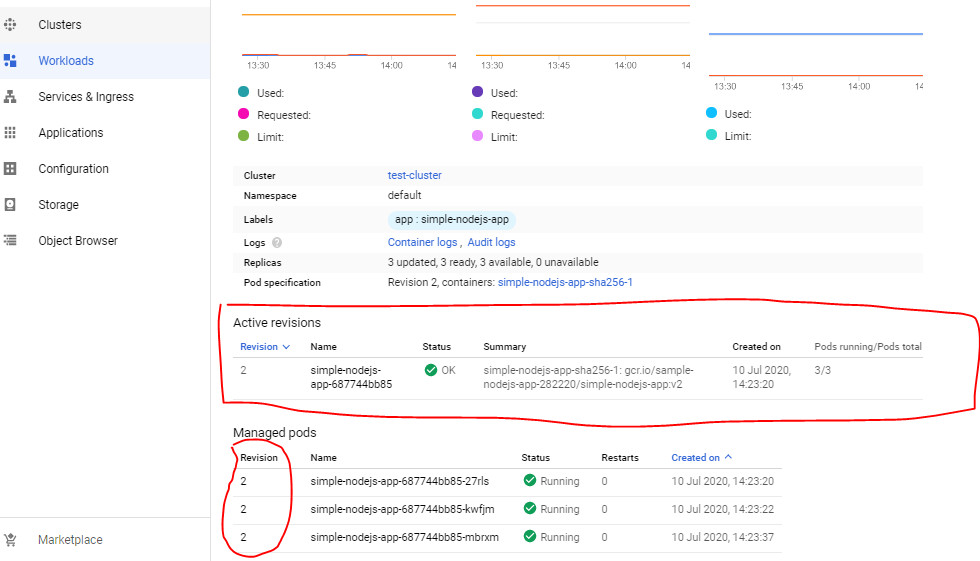 Clusters
Workloads
Services & Ingress
Applications
Configuration
Storage
Object Browser
Marketplace
13:30 13:45 14:00 14
13:30 13:45 14:00 14
13:30 13:45 14:00 14
Used:
Requested:
Limit:
Used:
Requested:
Limit:
Used:
Limit:
Cluster test-cluster
Namespace default
Labels app : simple-nodejs-app
Logs ? Container logs , Audit logs
Replicas 3 updated, 3 ready, 3 available, 0 unavailable
Pod specification Revision 2, containers: simple-nodejs-app-sha256-1
Active revisions
Revision Name Status Summary Created on Pods running/Pods total
2 simple-nodejs- OK simple-nodejs-app-sha256-1: gcr.io/sample- 10 Jul 2020, 3/3
app-687744bb85 nodejs-app-282220/simple-nodejs-app:v2 14:23:20
Managed pods
Revision Name Status Restarts Created on
2 simple-nodejs-app-687744bb85-27rls Running 0 10 Jul 2020, 14:23:20
2 simple-nodejs-app-687744bb85-kwfjm Running 0 10 Jul 2020, 14:23:22
2 simple-nodejs-app-687744bb85-mbrxm Running 0 10 Jul 2020, 14:23:37